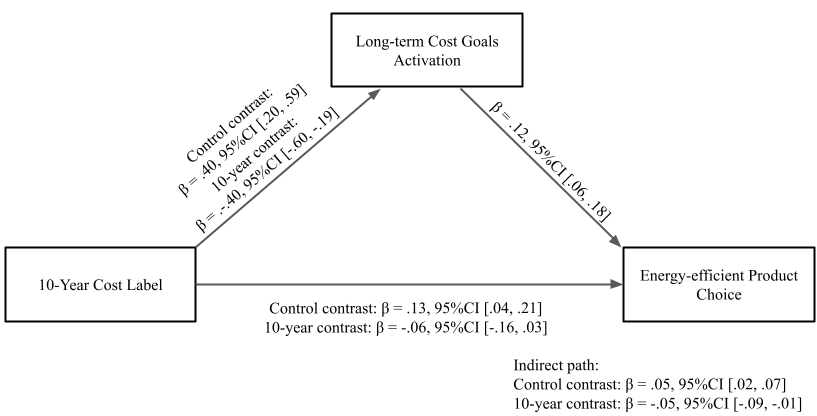 Long-term Cost Goals
Activation
Control contrast:
β = .40, 95%CI [.20, .59]
10-year contrast:
β = .-.40, 95%CI [-.60, -.19]
β = .12, 95%CI [.06, .18]
10-Year Cost Label
Energy-efficient Product
Choice
Control contrast: β = .13, 95%CI [.04, .21]
10-year contrast: β = -.06, 95%CI [-.16, .03]
Indirect path:
Control contrast: β = .05, 95%CI [.02, .07]
10-year contrast: β = -.05, 95%CI [-.09, -.01]